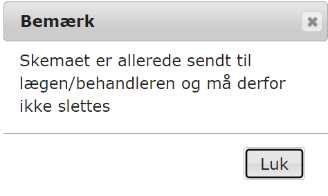 Bemærk
Skemaet er allerede sendt til
lægen/behandleren og må derfor
ikke slettes
Luk